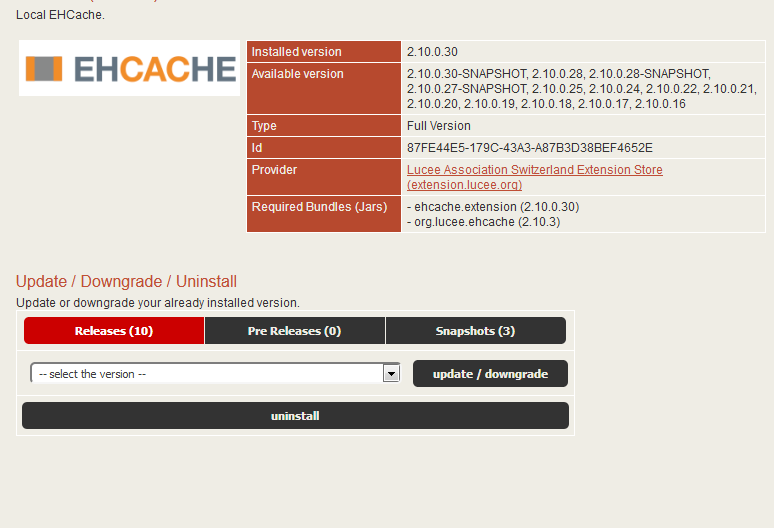 Local EHCache.
EHCACHE
Installed version 2.10.0.30
Available version 2.10.0.30-SNAPSHOT, 2.10.0.28, 2.10.0.28-SNAPSHOT,
2.10.0.27-SNAPSHOT, 2.10.0.25, 2.10.0.24, 2.10.0.22, 2.10.0.21,
2.10.0.20, 2.10.0.19, 2.10.0.18, 2.10.0.17, 2.10.0.16
Type Full Version
Id 87FE44E5-179C-43A3-A87B3D38BEF4652E
Provider Lucee Association Switzerland Extension Store
(extension.lucee.org)
Required Bundles (Jars) - ehcache.extension (2.10.0.30)
- org.lucee.ehcache (2.10.3)
Update / Downgrade / Uninstall
Update or downgrade your already installed version.
Releases (10) Pre Releases (0) Snapshots (3)
-- select the version -- update / downgrade
uninstall